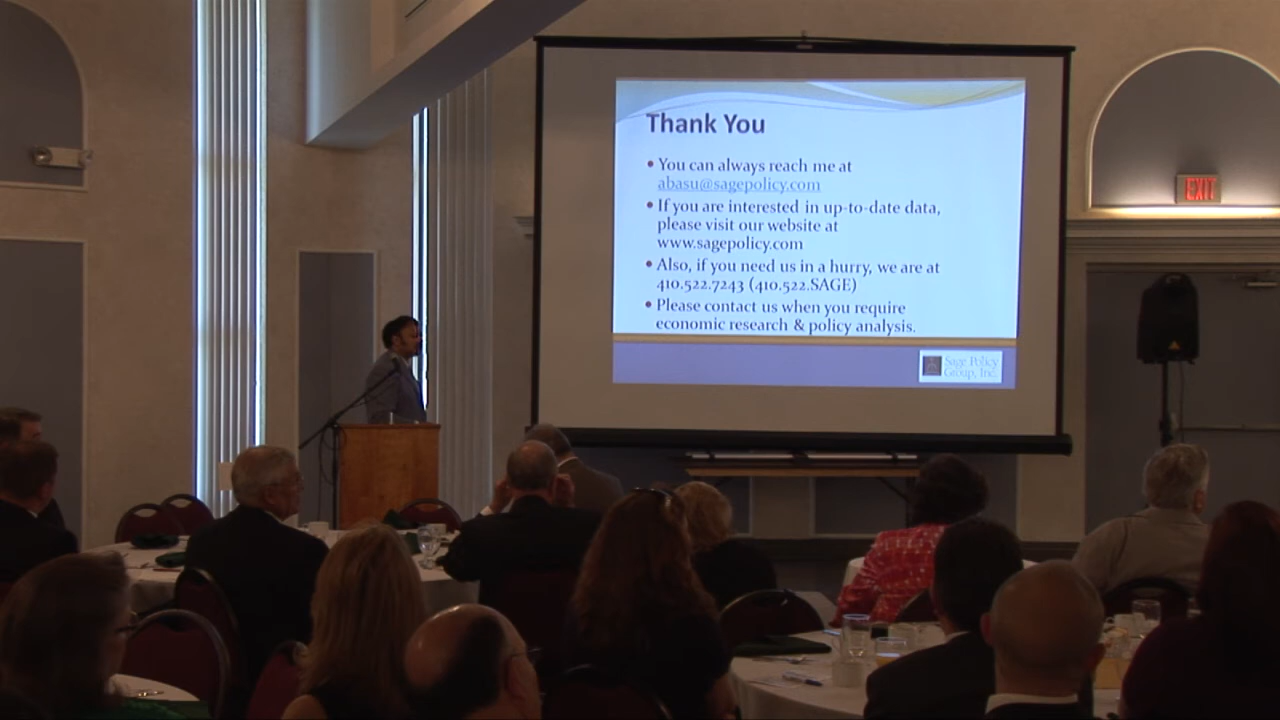 Thank You
• You can always reach me at
abasu@sagepolicy.com
• If you are interested in up-to-date data,
please visit our website at
www.sagepolicy.com
• Also, if you need us in a hurry, we are at
410.522.7243 (410.522.SAGE)
• Please contact us when you require
economic research & policy analysis.
Sage Policy
Group, Inc.
EXIT